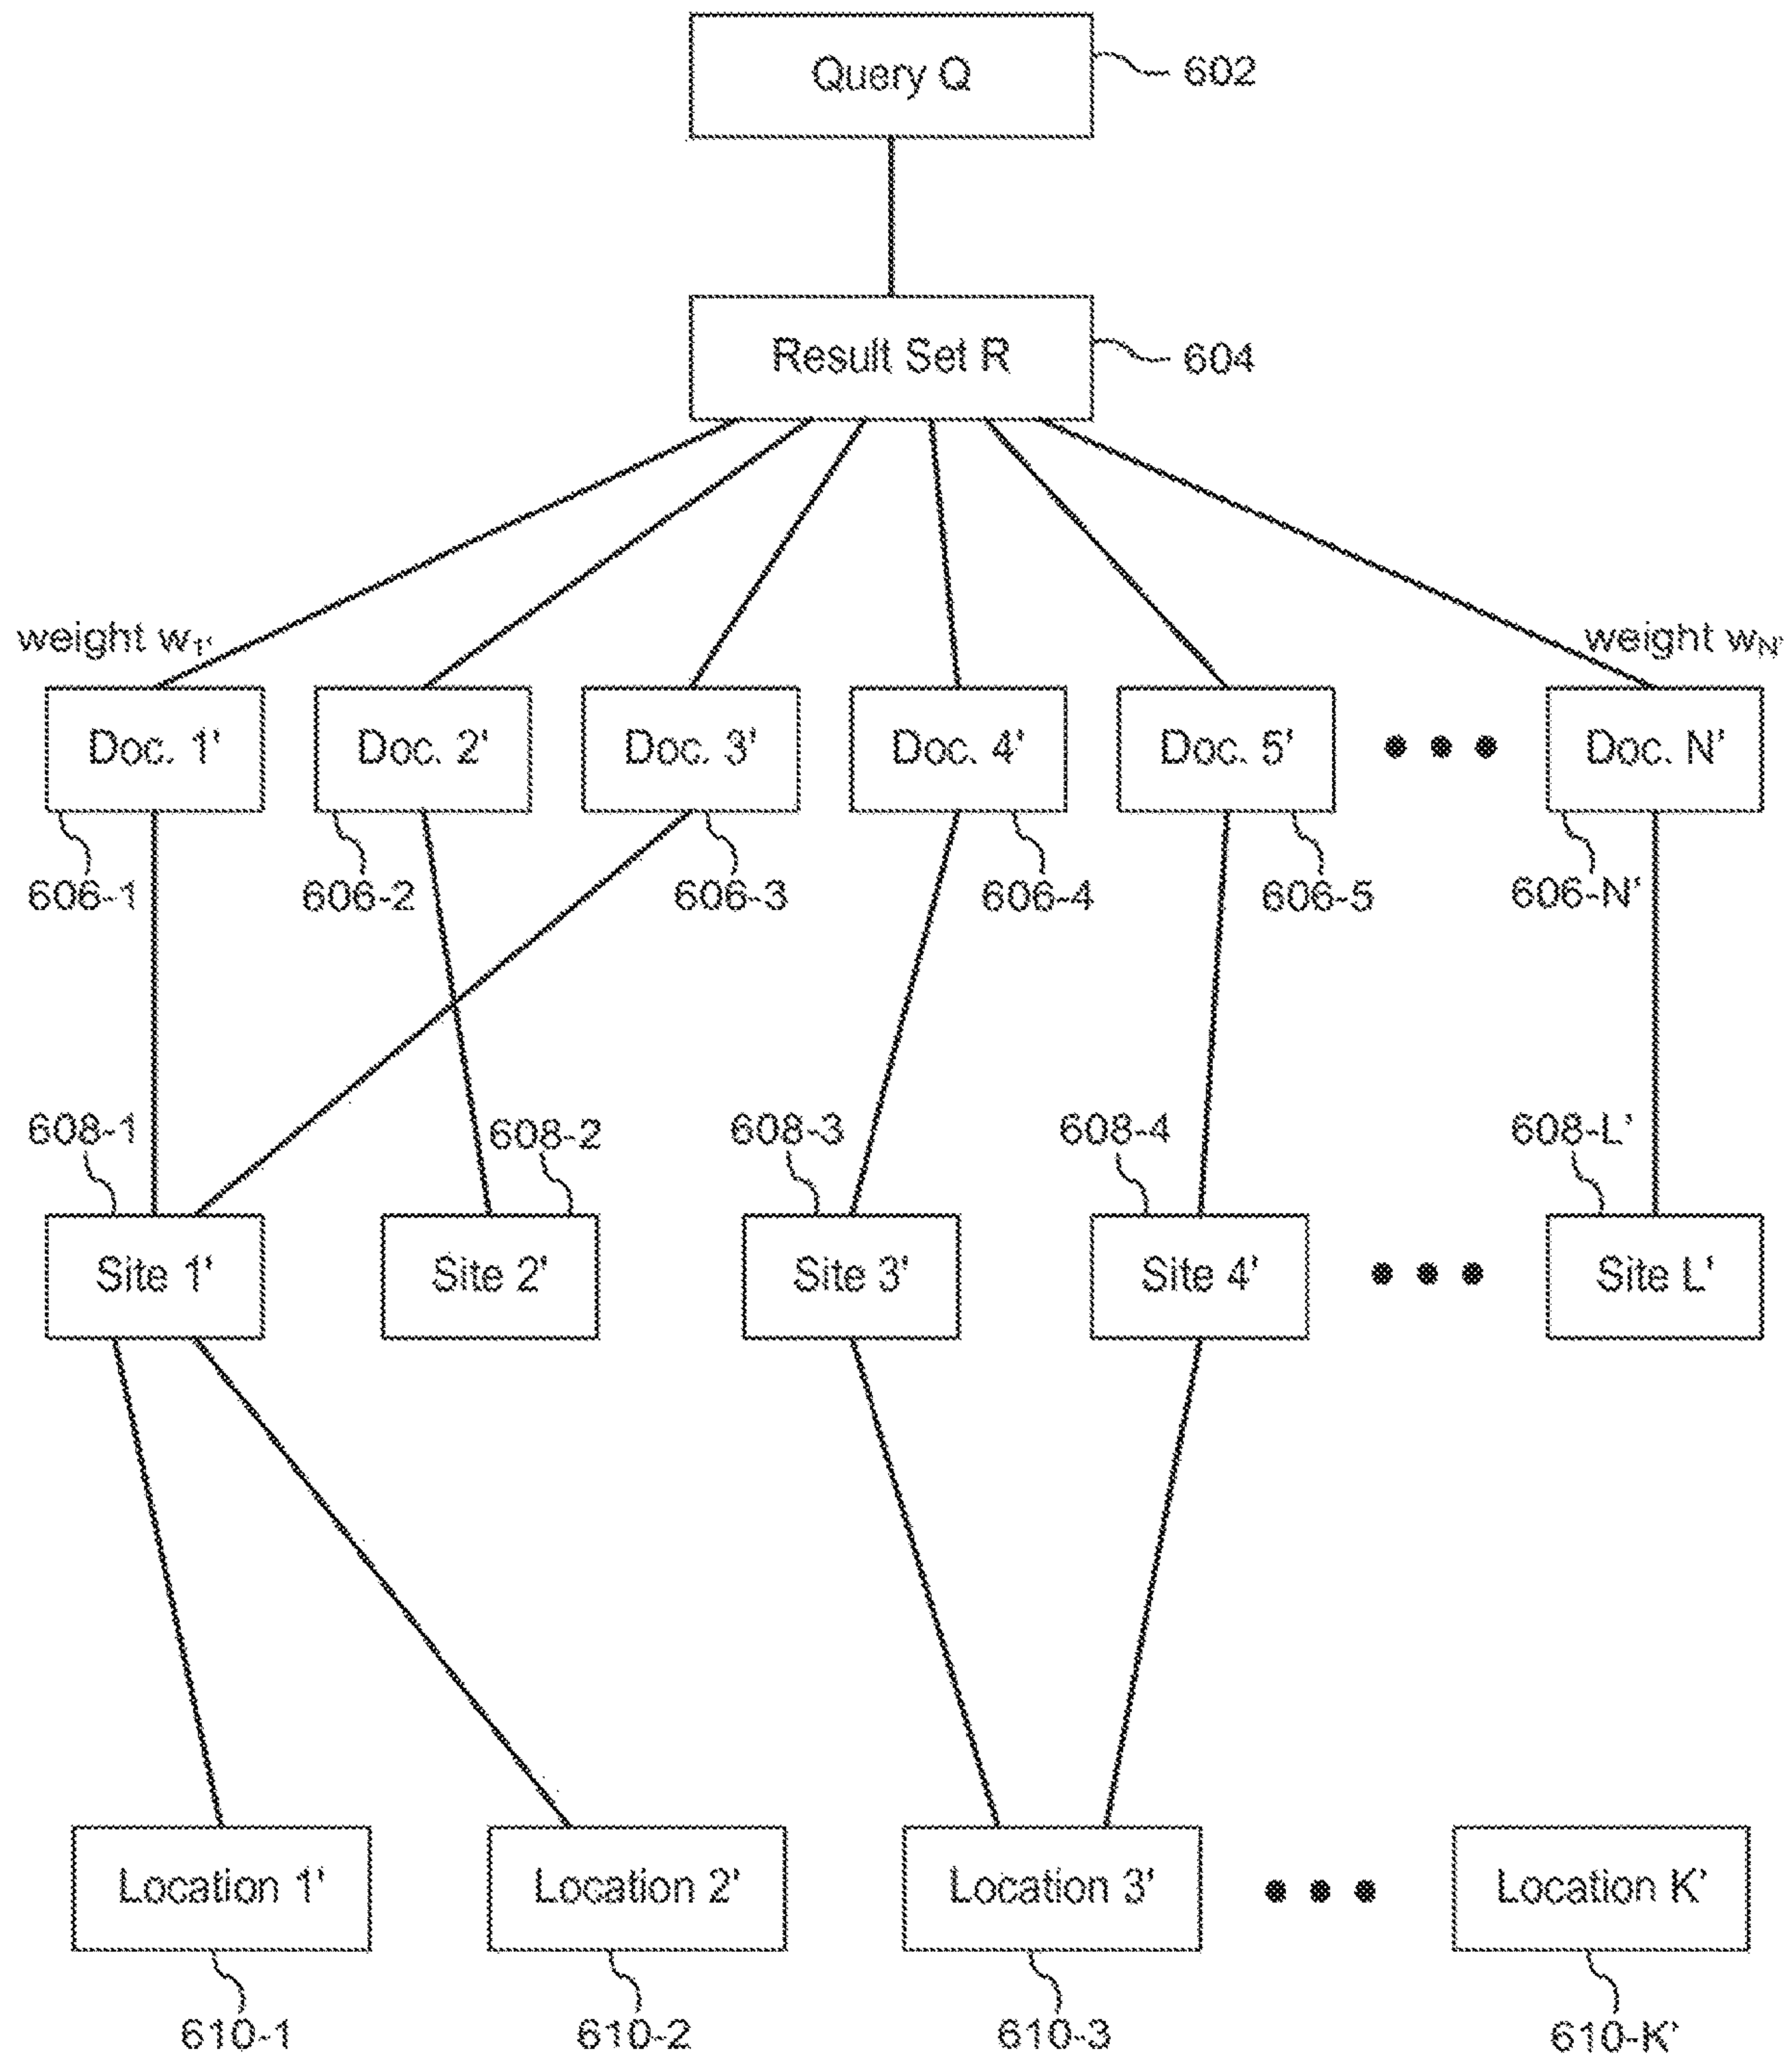 Query Q
602
Result Set R
604
weight w1'
weight wN'
Doc. 1'
Doc. 2'
Doc. 3'
Doc. 4'
Doc. 5'
Doc. N'
606-1
606-2
606-3
606-4
606-5
606-N'
608-1
608-2
608-3
608-4
608-L'
Site 1'
Site 2'
Site 3'
Site 4'
Site L'
Location 1'
Location 2'
Location 3'
Location K'
610-1
610-2
610-3
610-K'